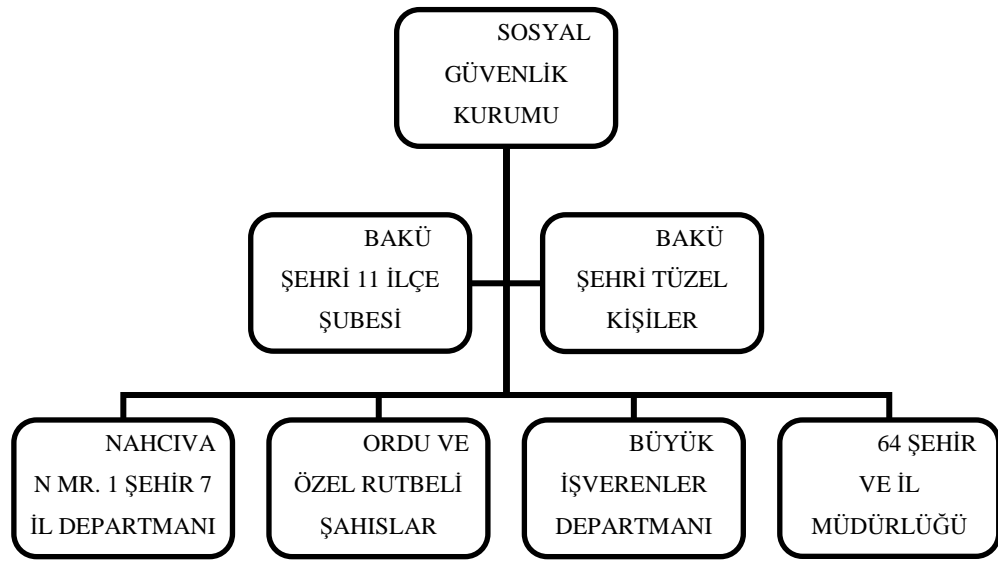 SOSYAL
GÜVENLİK
KURUMU
BAKÜ
ŞEHRİ 11 İLÇE
ŞUBESİ
BAKÜ
ŞEHRİ TÜZEL
KİŞİLER
NAHCIVA
N MR. 1 ŞEHİR 7
İL DEPARTMANI
ORDU VE
ÖZEL RUTBELİ
ŞAHISLAR
BÜYÜK
İŞVERENLER
DEPARTMANI
64 ŞEHİR
VE İL
MÜDÜRLÜĞÜ